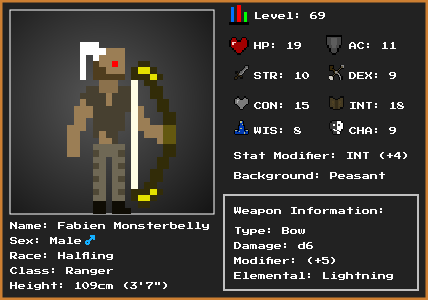 Level: 69
HP: 19
AC: 11
STR: 10
DEX: 9
CON: 15
INT: 18
WIS: 8
CHA: 9
Stat Modifier: INT (+4)
Background: Peasant
Name: Fabien Monsterbelly
Sex: Male
Race: Halfling
Class: Ranger
Height: 109cm (3'7")
Weapon Information:
Type: Bow
Damage: d6
Modifier: (+5)
Elemental: Lightning